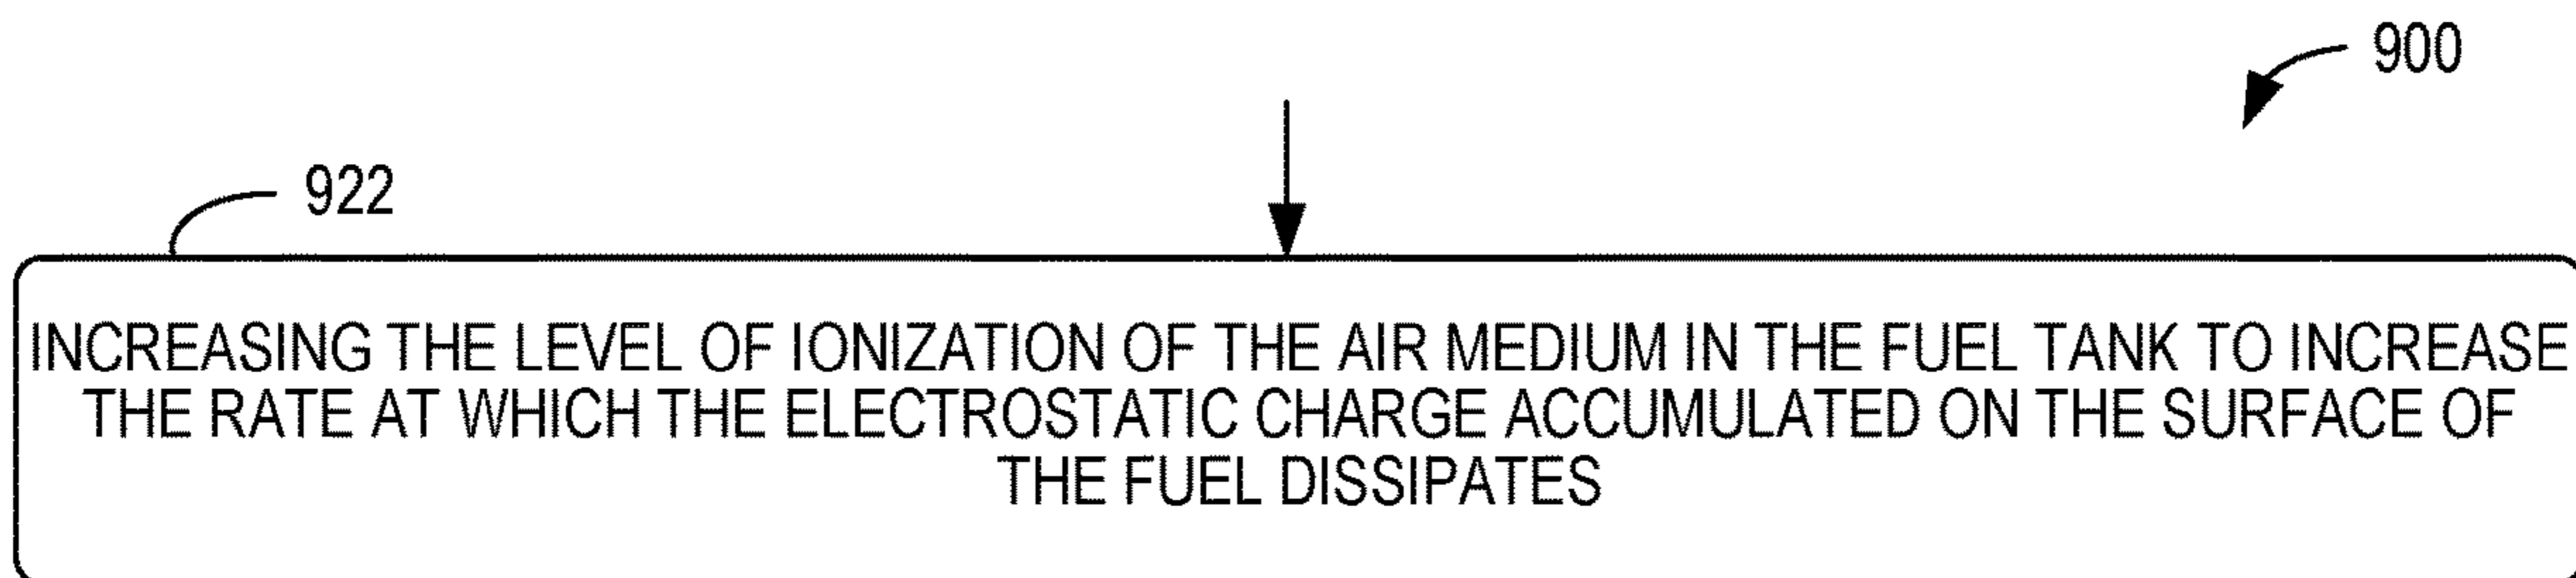 900
922
INCREASING THE LEVEL OF IONIZATION OF THE AIR MEDIUM IN THE FUEL TANK TO INCREASE
THE RATE AT WHICH THE ELECTROSTATIC CHARGE ACCUMULATED ON THE SURFACE OF
THE FUEL DISSIPATES